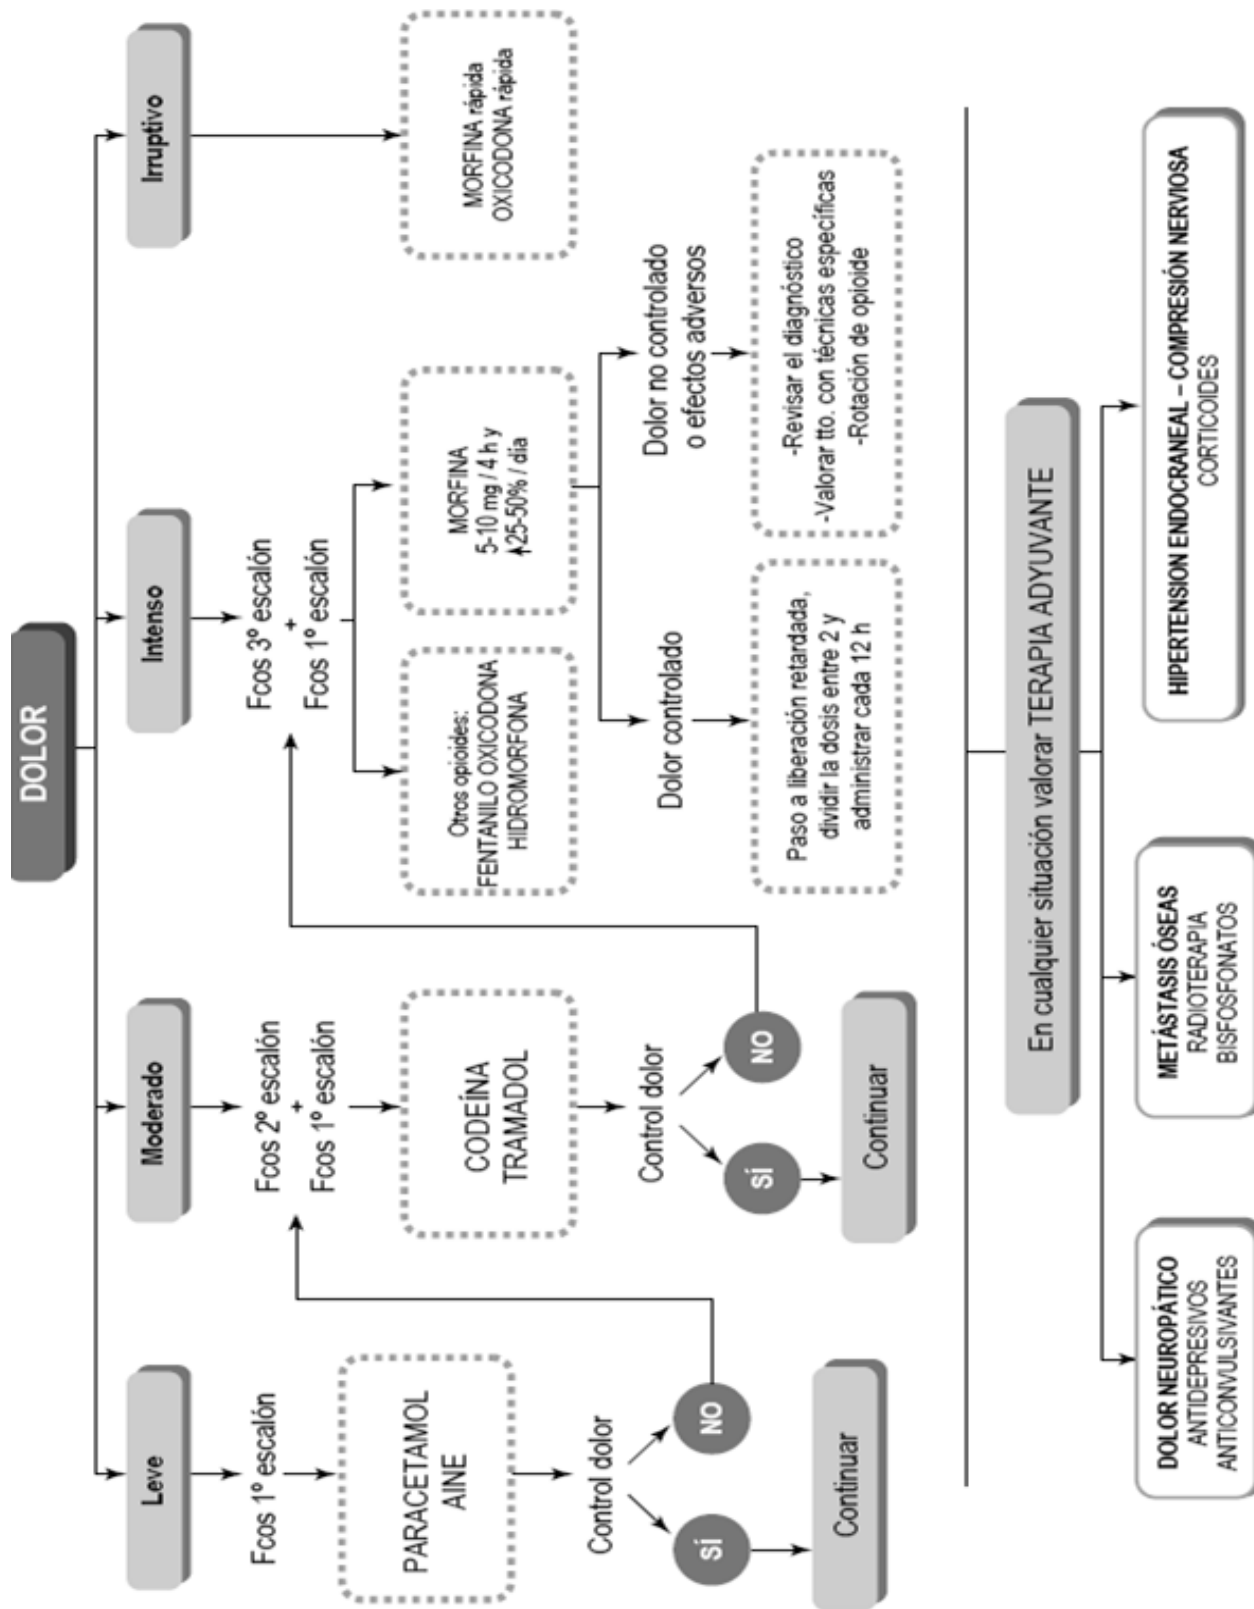 DOLOR
Leve
Moderado
Intenso
Irruptivo
Fcos 1º escalón
PARACETAMOL
AINE
Control dolor
SÍ
NO
Continuar
Fcos 2º escalón
+
Fcos 1º escalón
CODEÍNA
TRAMADOL
Control dolor
SÍ
NO
Continuar
Fcos 3º escalón
+
Fcos 1º escalón
Otros opioides:
FENTANILO OXICODONA
HIDROMORFONA
MORFINA
5-10 mg / 4 h y
↑25-50% / día
Dolor controlado
Paso a liberación retardada,
dividir la dosis entre 2 y
administrar cada 12 h
Dolor no controlado
o efectos adversos
-Revisar el diagnóstico
-Valorar tto. con técnicas específicas
-Rotación de opioide
MORFINA rápida
OXICODONA rápida
En cualquier situación valorar TERAPIA ADYUVANTE
DOLOR NEUROPÁTICO
ANTIDEPRESIVOS
ANTICONVULSIVANTES
METÁSTASIS ÓSEAS
RADIOTERAPIA
BISFOSFONATOS
HIPERTENSION ENDOCRANEAL – COMPRESIÓN NERVIOSA
CORTICOIDES